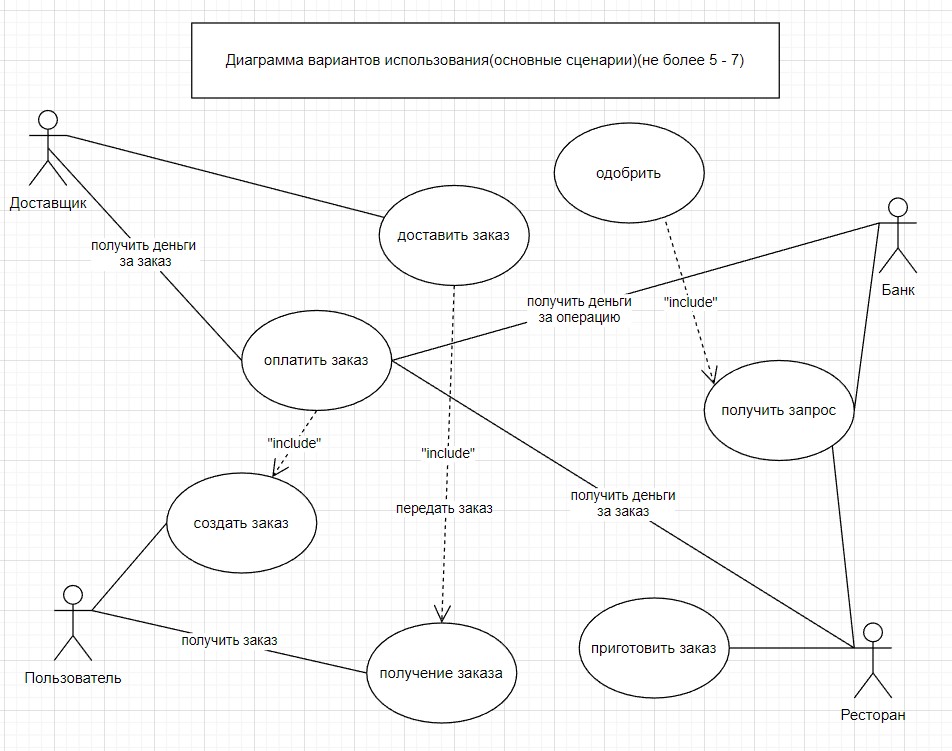 Диаграмма вариантов использования(основные сценарии)(не более 5 - 7)
одобрить
Доставщик
доставить заказ
получить деньги
за заказ
Банк
получить деньги
за операцию
"include"
оплатить заказ
получить запрос
"include"
"include"
получить деньги
за заказ
передать заказ
создать заказ
получить заказ
приготовить заказ
получение заказа
Пользователь
Ресторан